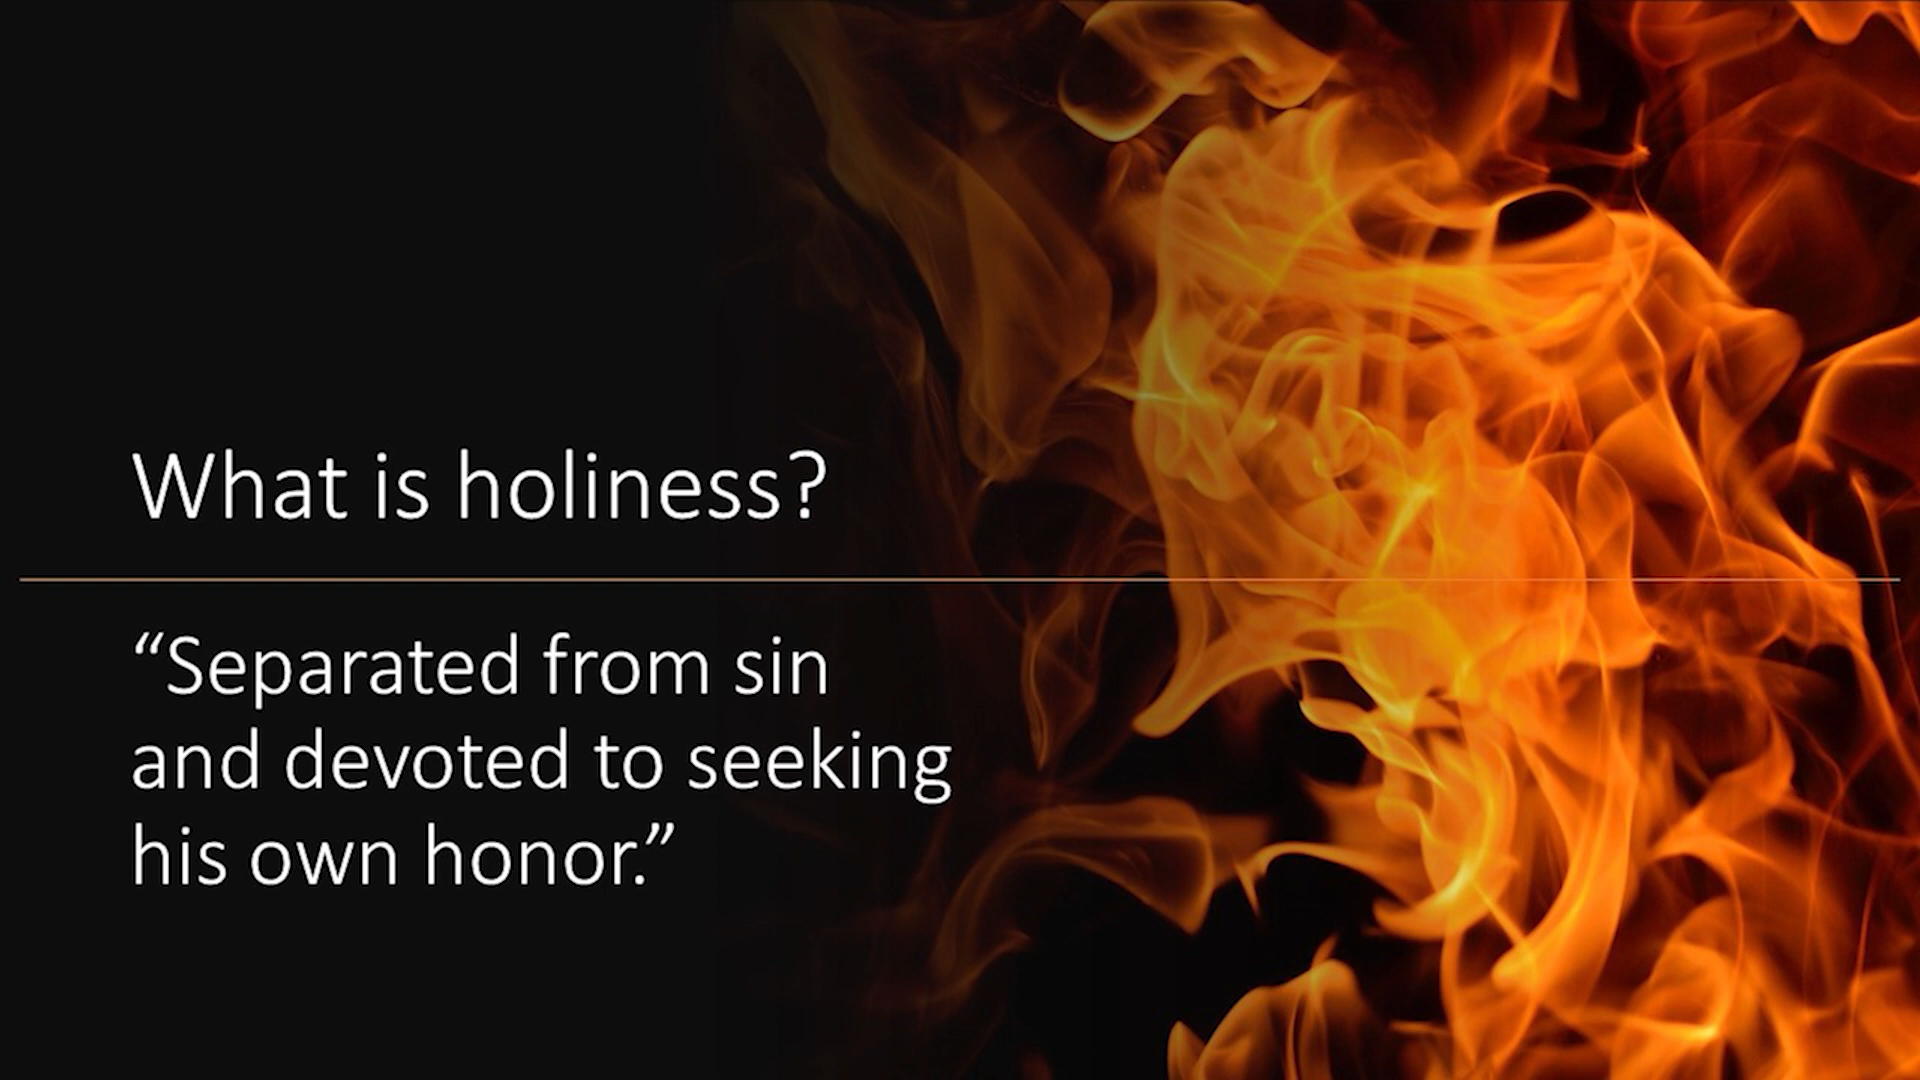 What is holiness?
“Separated from sin
and devoted to seeking
his own honor.”